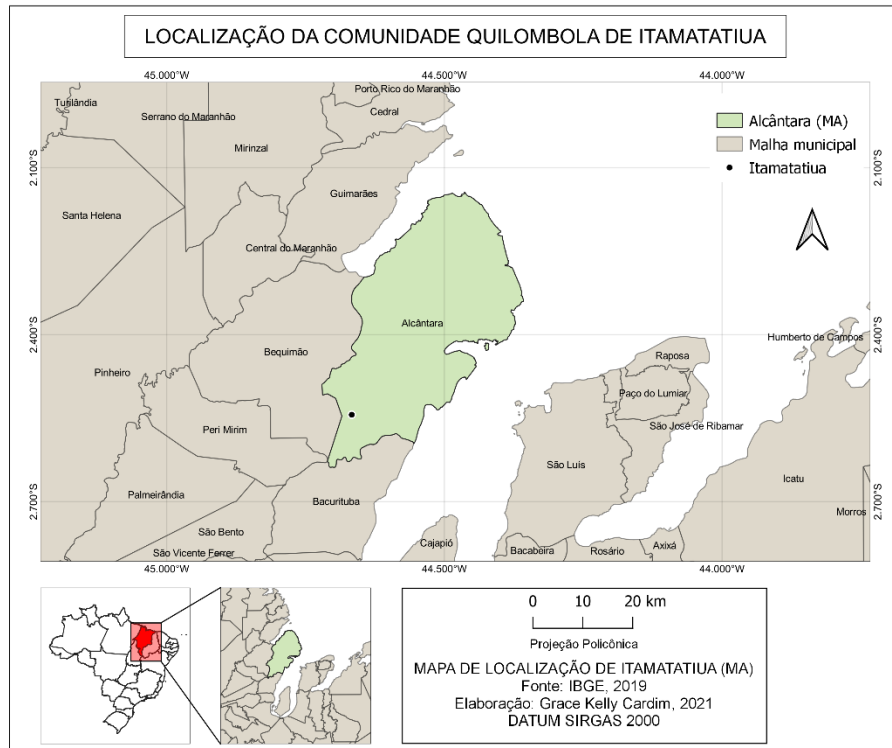 LOCALIZAÇÃO DA COMUNIDADE QUILOMBOLA DE ITAMATATIUA
45.000°W
44.500°W
44.000°W
Turilândia
Porto Rico do Maranhão
Cedral
Serrano do Maranhão
Mirinzal
Alcântara (MA)
Malha municipal
Itamatatiua
2.100°S
2.100°S
Guimarães
Santa Helena
Central do Maranhão
Alcântara
2.400°S
2.400°S
Humberto de Campos
Bequimão
Raposa
Pinheiro
Paço do Lumiar
Peri Mirim
São José de Ribamar
São Luís
Icatu
Palmeirândia
Bacurituba
2.700°S
2.700°S
Morros
São Bento
Cajapió
São Vicente Ferrer
Bacabeira
Rosário
Axixá
45.000°W
44.500°W
44.000°W
0 10 20 km
Projeção Policônica
MAPA DE LOCALIZAÇÃO DE ITAMATATIUA (MA)
Fonte: IBGE, 2019
Elaboração: Grace Kelly Cardim, 2021
DATUM SIRGAS 2000